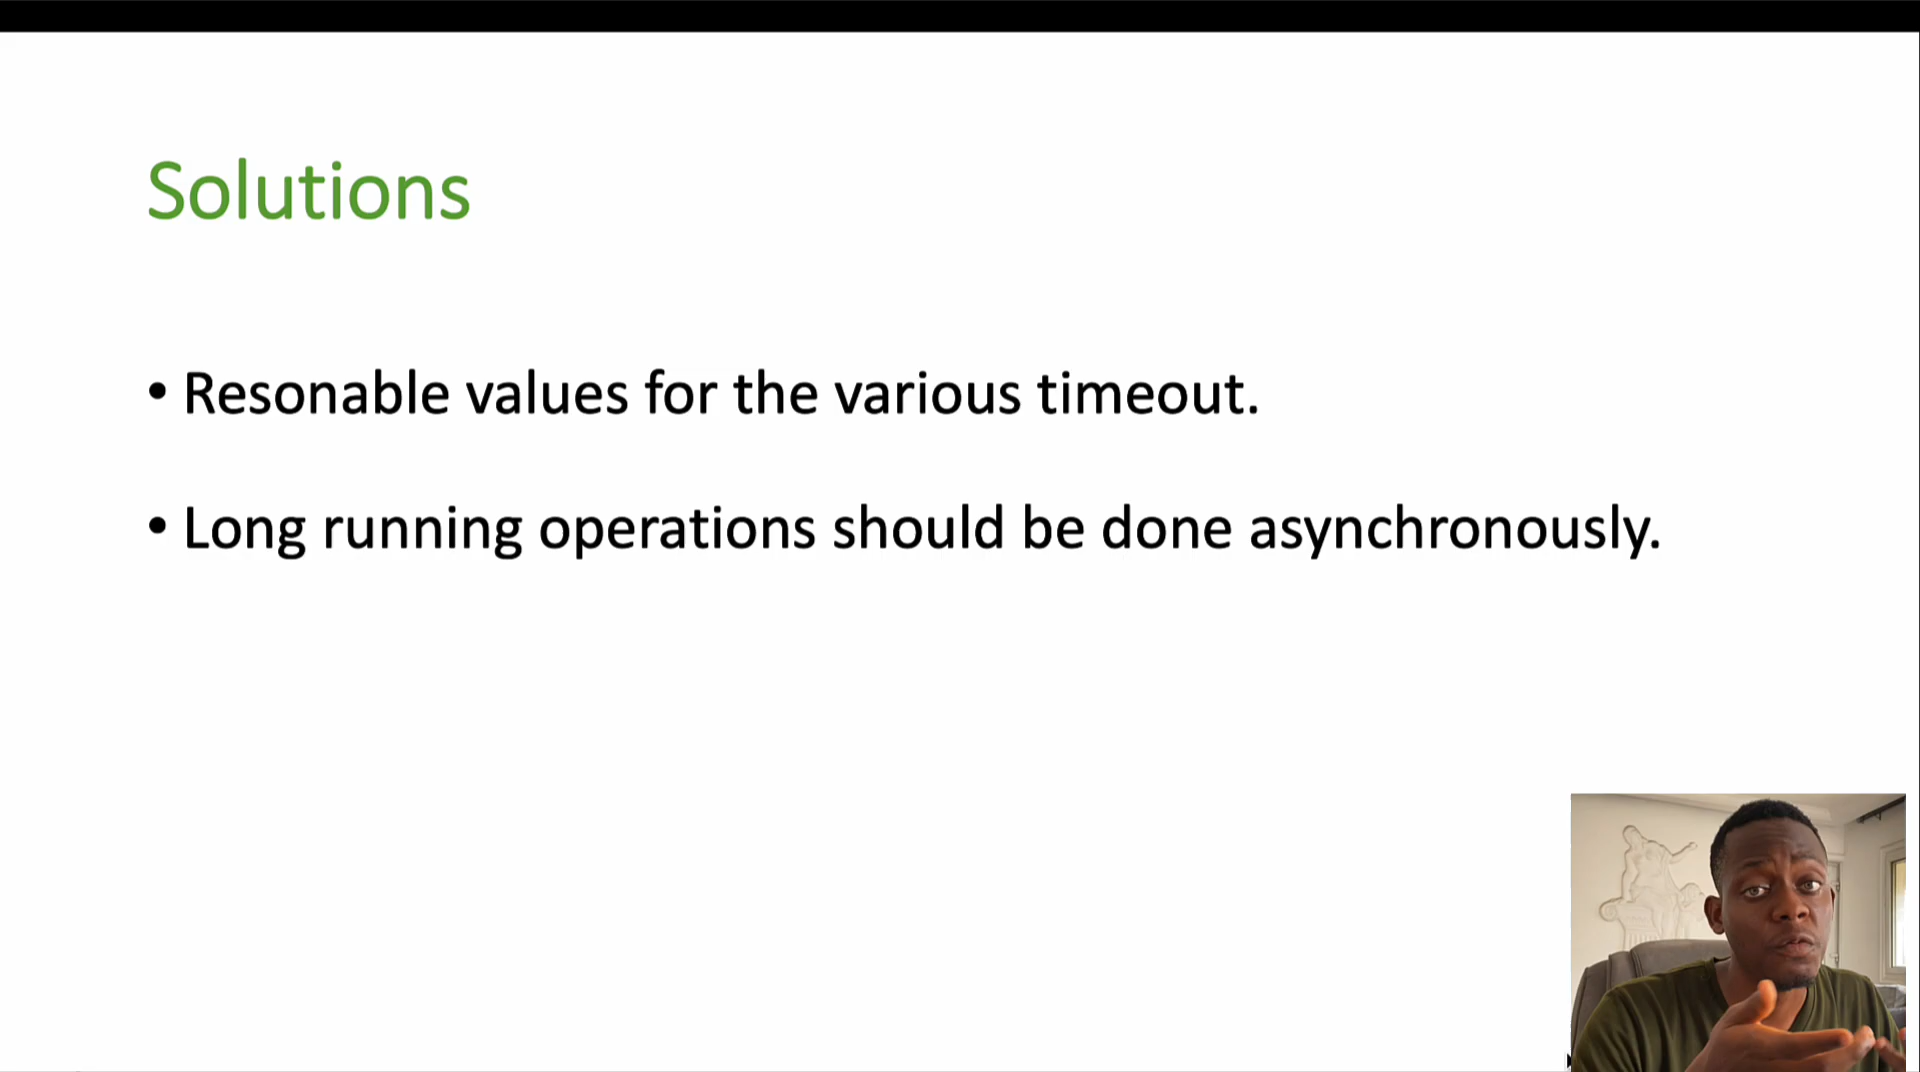 Solutions
• Resonable values for the various timeout.
• Long running operations should be done asynchronously.